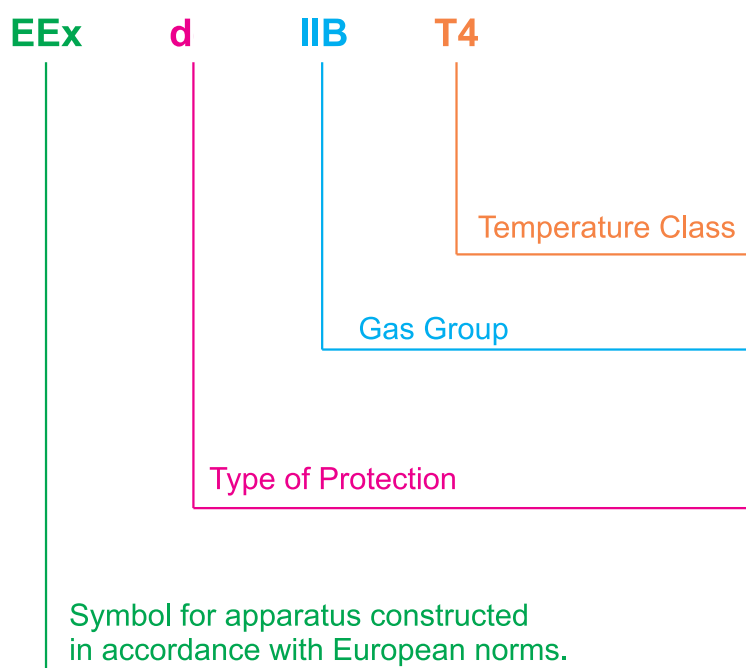 EEx d IIB T4
Temperature Class
Gas Group
Type of Protection
Symbol for apparatus constructed
in accordance with European norms.